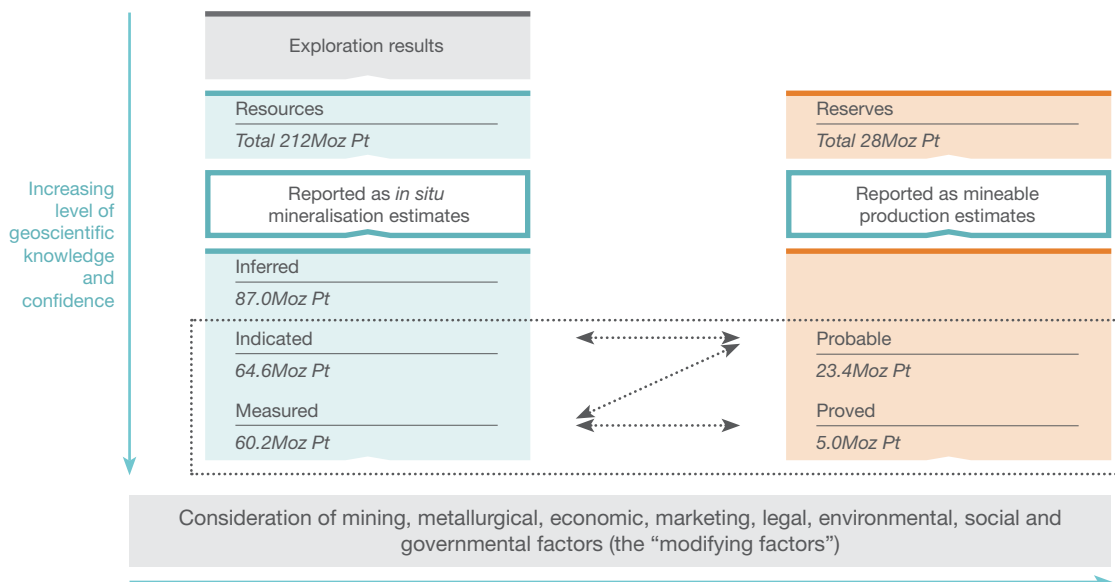 Exploration results
Resources
Total 212Moz Pt
Reserves
Total 28Moz Pt
Increasing
level of
geoscientific
knowledge
and
confidence
Reported as in situ
mineralisation estimates
Reported as mineable
production estimates
Inferred
87.0Moz Pt
Indicated
64.6Moz Pt
Probable
23.4Moz Pt
Measured
60.2Moz Pt
Proved
5.0Moz Pt
Consideration of mining, metallurgical, economic, marketing, legal, environmental, social and
governmental factors (the “modifying factors”)